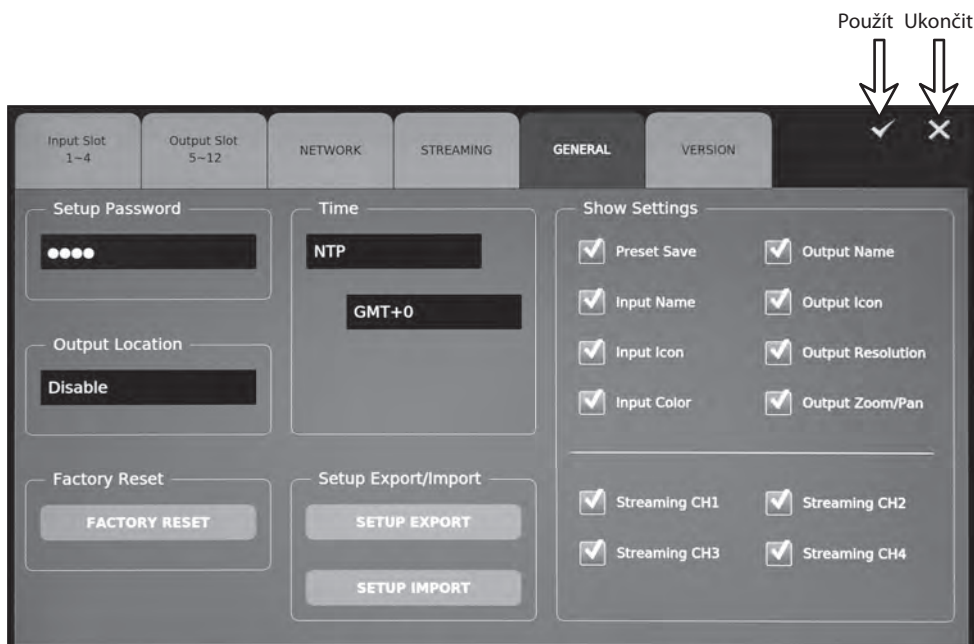 Použít Ukončit
Input Slot
1~4
Output Slot
5~12
NETWORK
STREAMING
GENERAL
VERSION
Setup Password
Output Location
Disable
Factory Reset
FACTORY RESET
Time
NTP
GMT+0
Setup Export/Import
SETUP EXPORT
SETUP IMPORT
Show Settings
Preset Save
Output Name
Input Name
Output Icon
Input Icon
Output Resolution
Input Color
Output Zoom/Pan
Streaming CH1
Streaming CH2
Streaming CH3
Streaming CH4